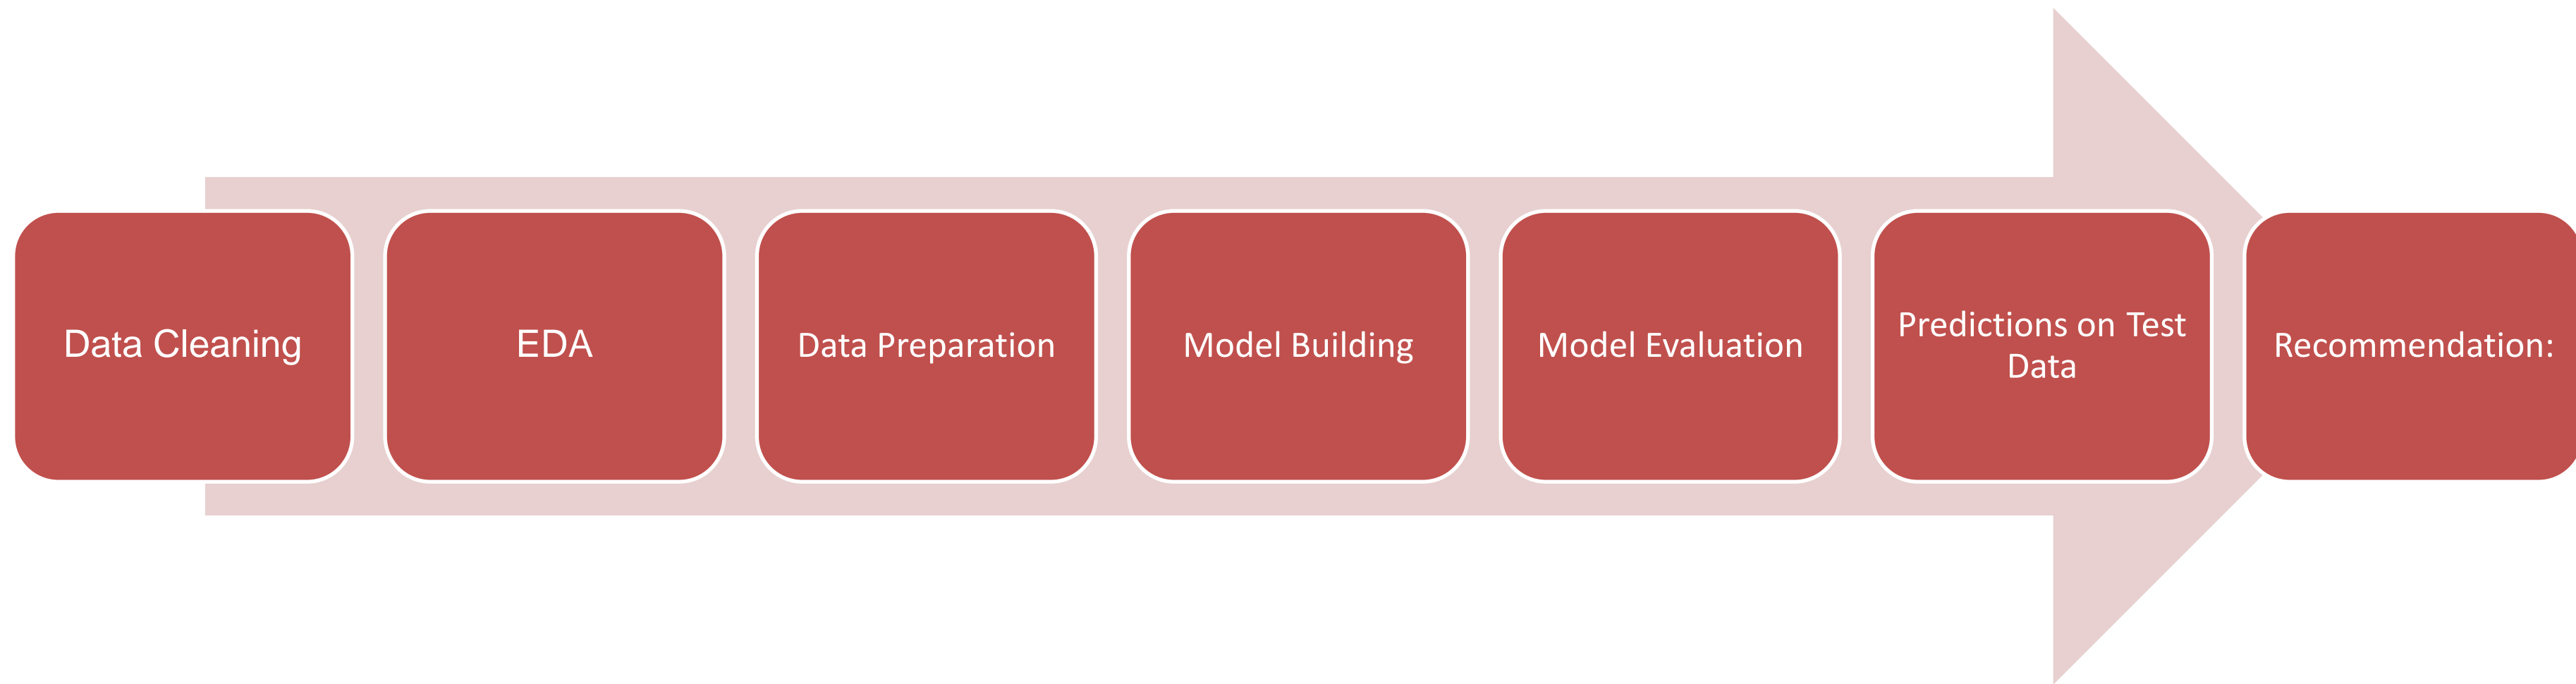 Data Cleaning
EDA
Data Preparation
Model Building
Model Evaluation
Predictions on Test
Data
Recommendation: